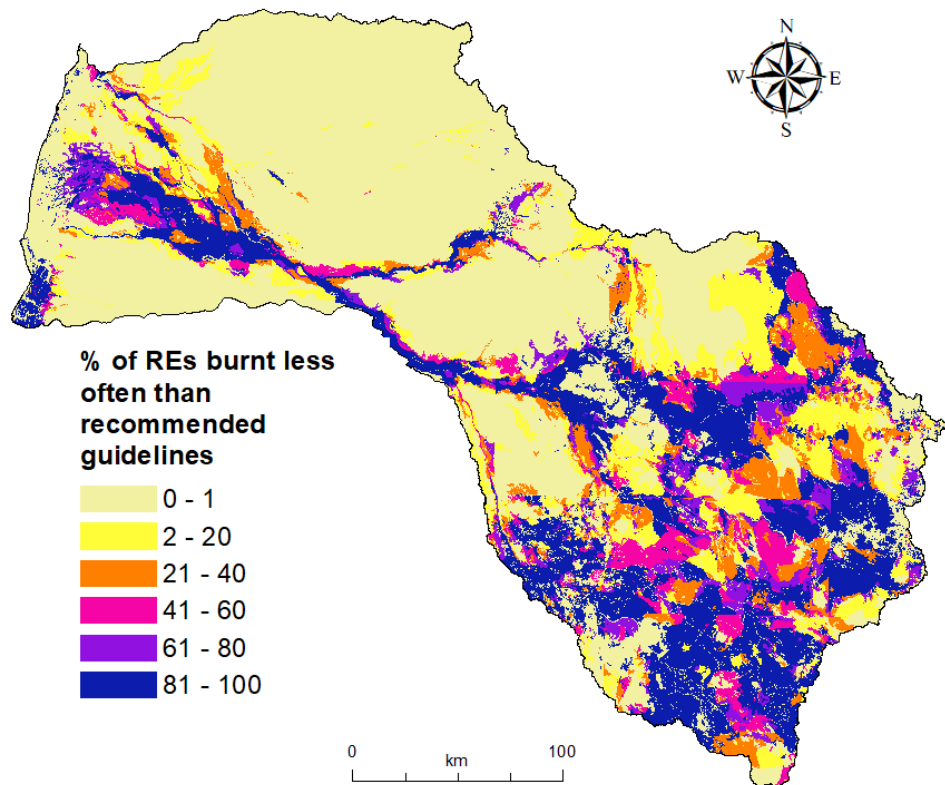 N
W E
S
% of REs burnt less
often than
recommended
guidelines
0 - 1
2 - 20
21 - 40
41 - 60
61 - 80
81 - 100
0 100
km